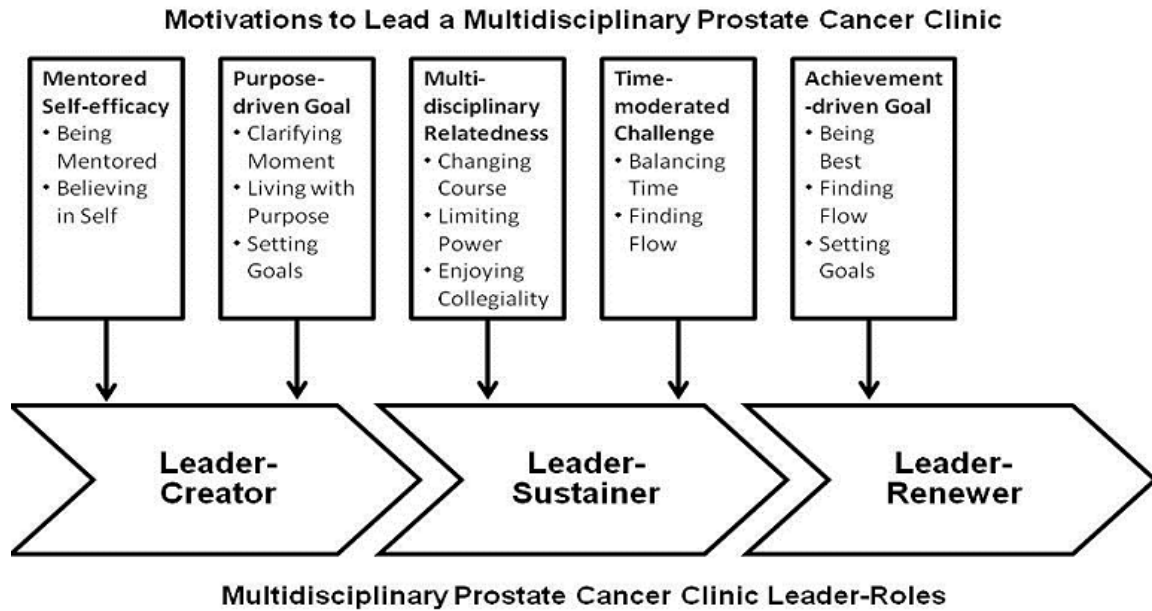 Motivations to Lead a Multidisciplinary Prostate Cancer Clinic
Mentored
Self-efficacy
• Being
Mentored
• Believing
in Self
Purpose-
driven Goal
• Clarifying
Moment
• Living with
Purpose
• Setting
Goals
Multi-
disciplinary
Relatedness
• Changing
Course
• Limiting
Power
• Enjoying
Collegiality
Time-
moderated
Challenge
• Balancing
Time
• Finding
Flow
Achievement
-driven Goal
• Being
Best
• Finding
Flow
• Setting
Goals
Leader-
Creator
Leader-
Sustainer
Leader-
Renewer
Multidisciplinary Prostate Cancer Clinic Leader-Roles